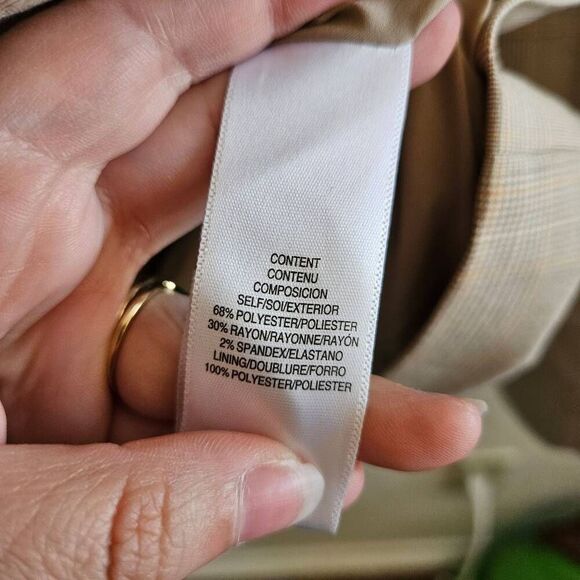 CONTENT
CONTENU
COMPOSICION
SELF/SOI/EXTERIOR
68% POLYESTER/POLIESTER
30% RAYON/RAYONNE/RAYÓN
2% SPANDEX/ELASTANO
LINING/DOUBLURE/FORRO
100% POLYESTER/POLIESTER